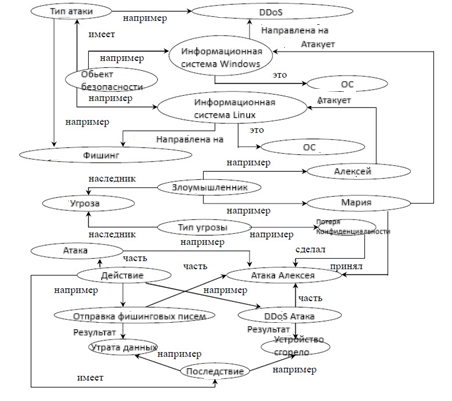 Тип атаки
например
DDoS
имеет
Направлена на
например
Информационная
система Windows
Атакует
Объект
безопасности
например
это
ОС
Информационная
система Linux
Атакует
например
Направлена на
это
ОС
Фишинг
например
Алексей
наследник
Злоумышленник
Угроза
например
Мария
Тип угрозы
например
Потеря
Конфиденциальности
наследник
например
Атака
сделал
часть
часть
принял
Действие
Атака Алексея
например
например
часть
Отправка фишинговых писем
DDoS Атака
Результат
Результат
Утрата данных
например
Устройство
сгорело
Последствие
например
имеет